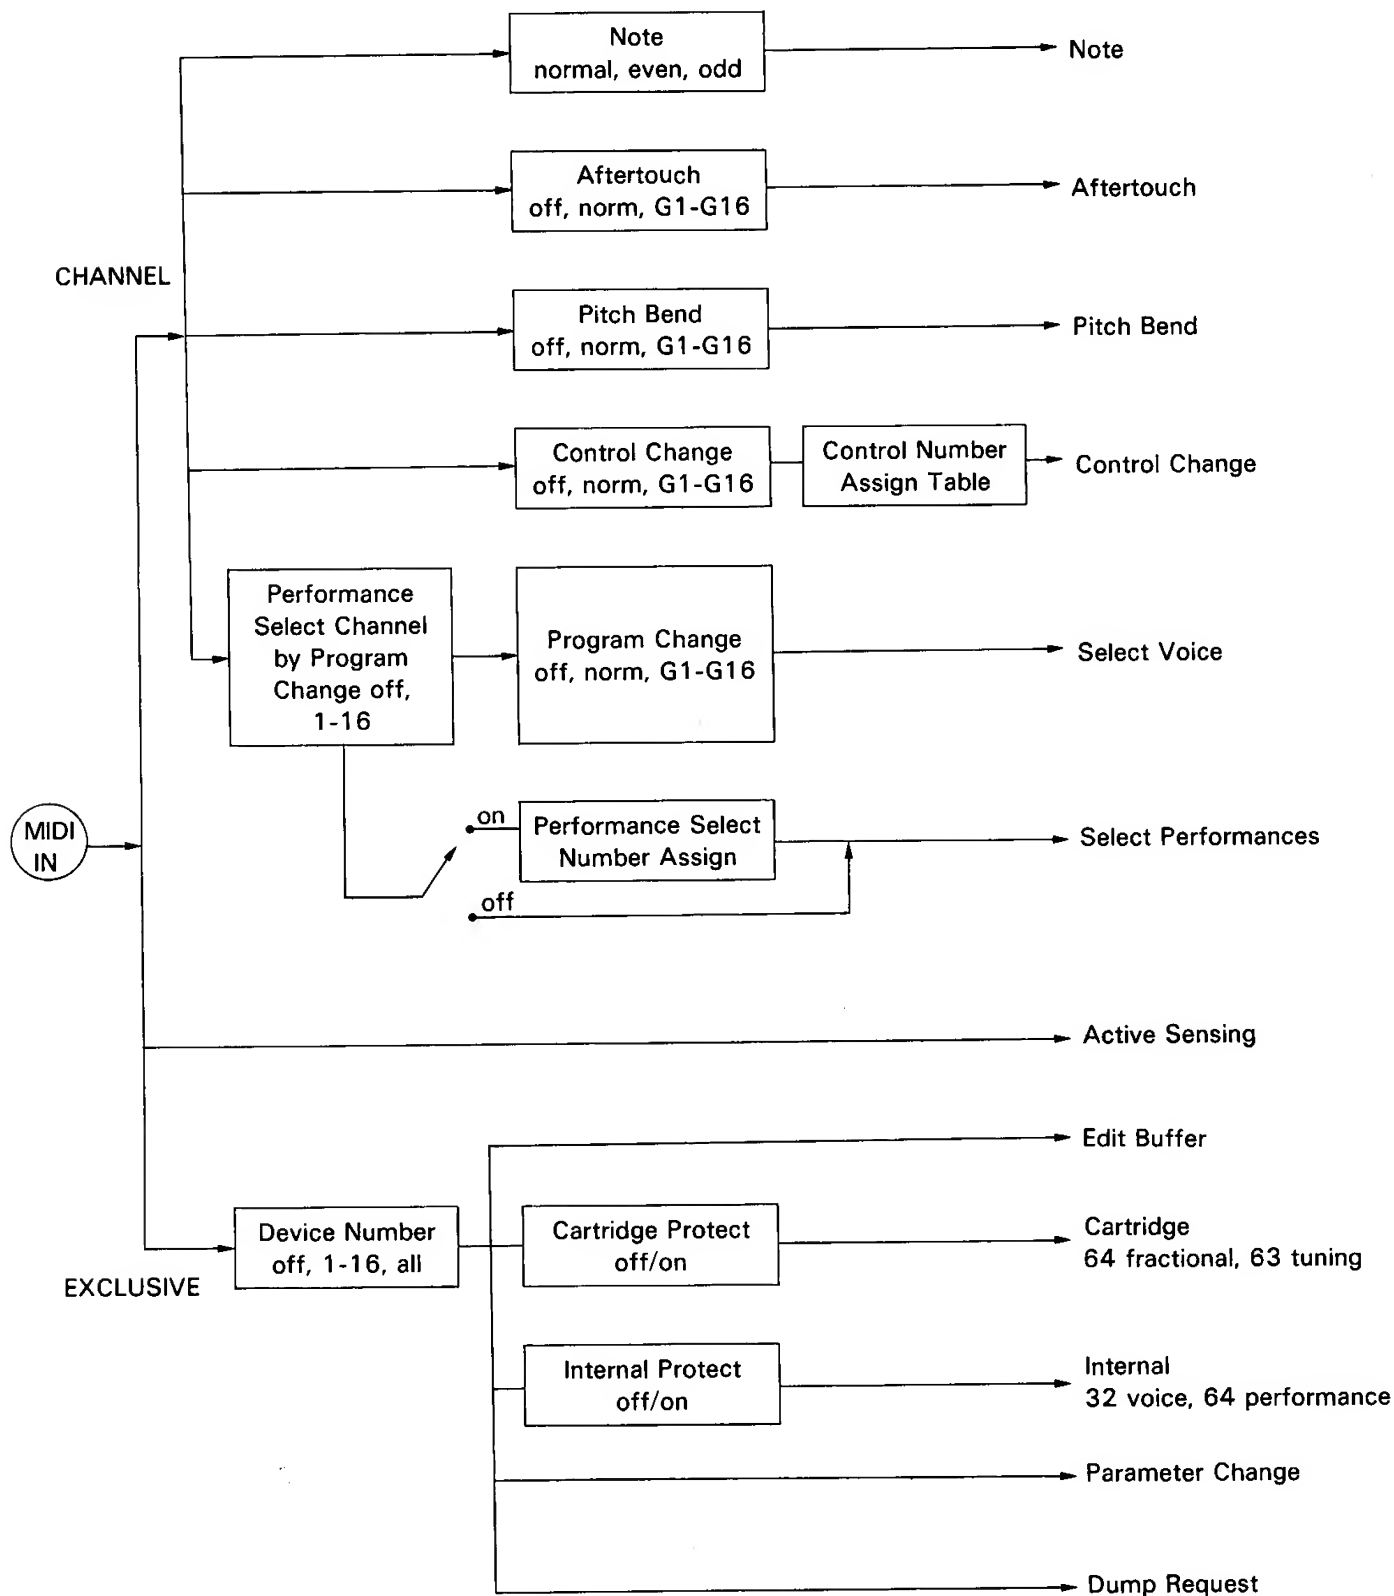 Note
normal, even, odd
Note
Aftertouch
off, norm, G1-G16
Aftertouch
CHANNEL
Pitch Bend
off, norm, G1-G16
Pitch Bend
Control Change
off, norm, G1-G16
Control Number
Assign Table
Control Change
Performance
Select Channel
by Program
Change off,
1-16
Program Change
off, norm, G1-G16
Select Voice
MIDI
IN
on
Performance Select
Number Assign
Select Performances
off
Active Sensing
Edit Buffer
Device Number
off, 1-16, all
EXCLUSIVE
Cartridge Protect
off/on
Cartridge
64 fractional, 63 tuning
Internal Protect
off/on
Internal
32 voice, 64 performance
Parameter Change
Dump Request